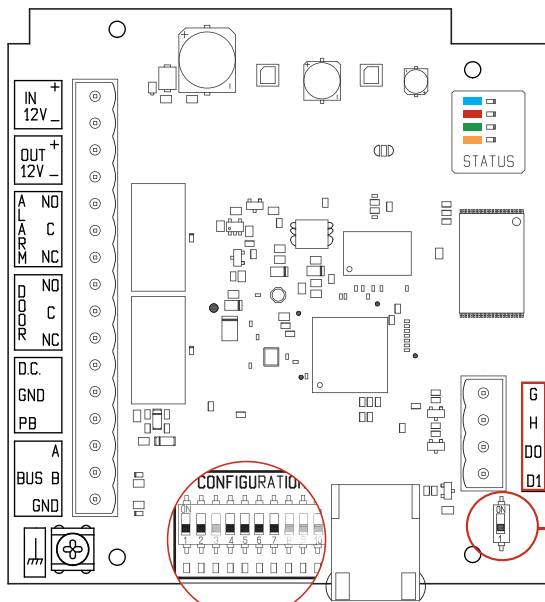 IN +
12V -
OUT +
12V -
ALARM
NO
C
NC
DOOR
NO
C
NC
D.C.
GND
PB
A
BUS B
GND
STATUS
G
H
D0
D1
CONFIGURATION
ON
1 2 3 4 5 6 7 8 9 10
ON
1